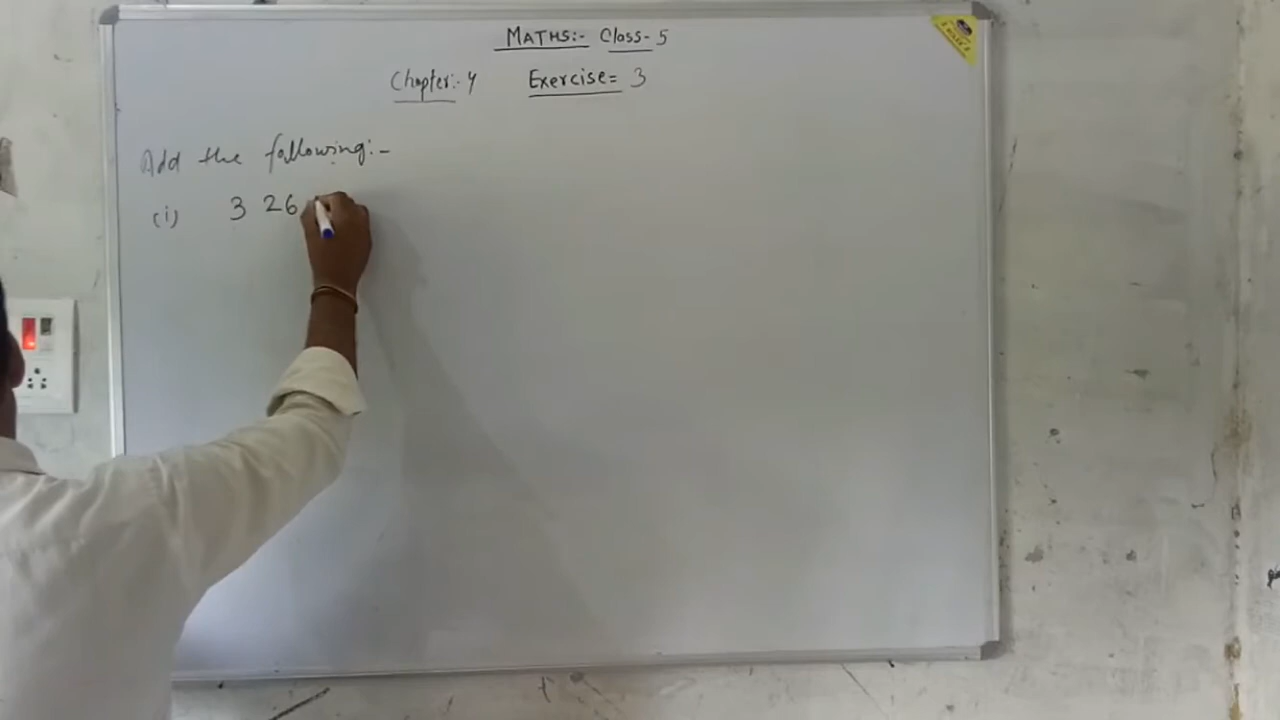 MATHS:- Class- 5
Chapter:- 4 Exercise= 3
Add the following:-
(i) 3 26